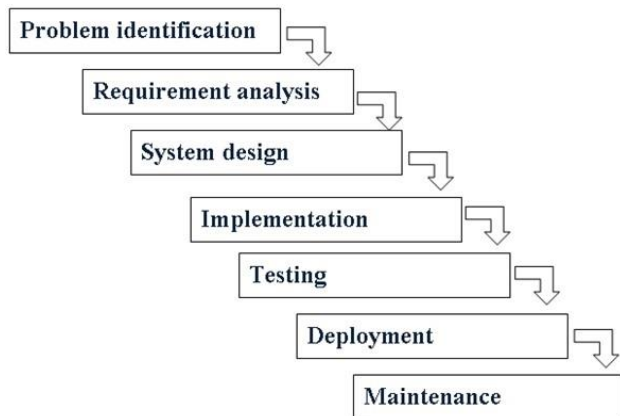 Problem identification
Requirement analysis
System design
Implementation
Testing
Deployment
Maintenance